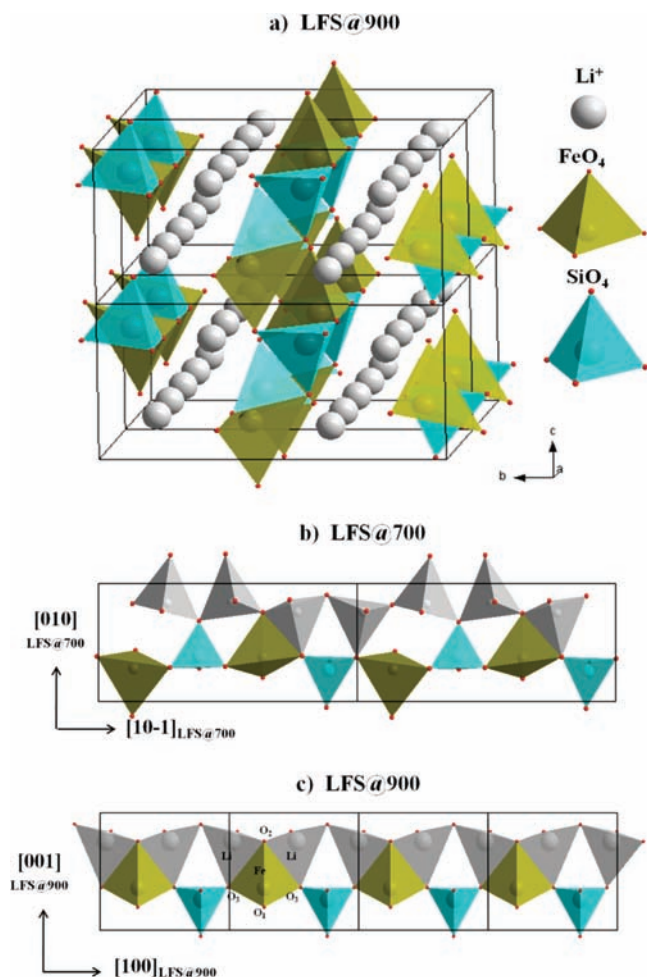 a) LFS@900
Li⁺
FeO₄
SiO₄
c
b
a
b) LFS@700
[010]
LFS@700
[10-1]LFS@700
c) LFS@900
[001]
LFS@900
O₂
Li
Li
Fe
O₃
O₃
O₁
[100]LFS@900